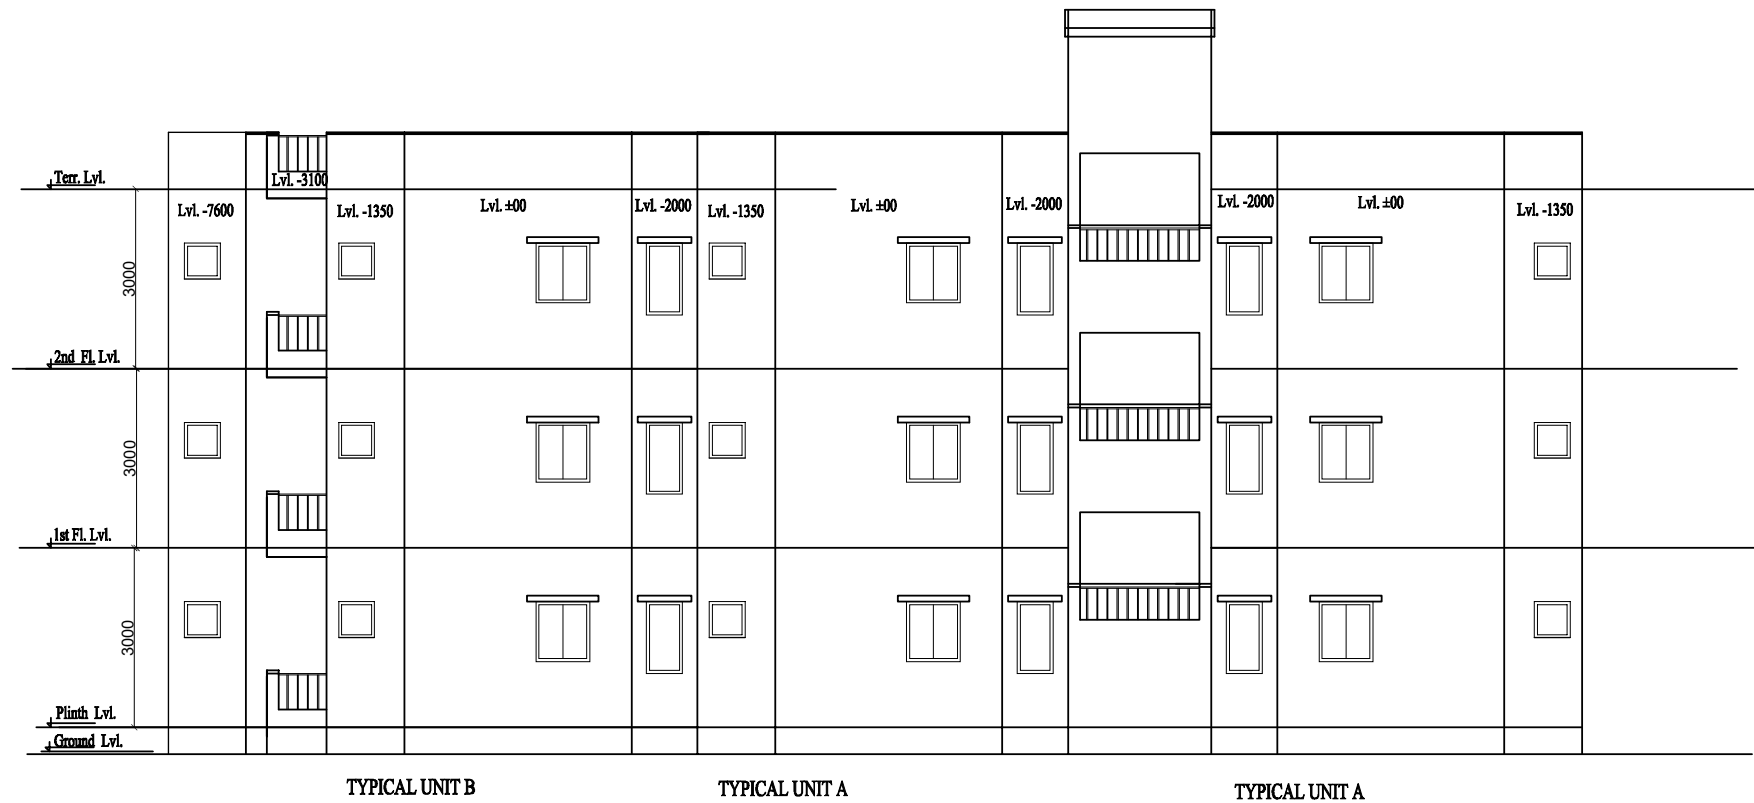 Terr. Lvl.
Lvl. -3100
Lvl. -7600
Lvl. -1350
Lvl. ±00
Lvl. -2000
Lvl. -1350
Lvl. ±00
Lvl. -2000
Lvl. -2000
Lvl. ±00
Lvl. -1350
3000
2nd Fl. Lvl.
3000
1st Fl. Lvl.
3000
Plinth Lvl.
Ground Lvl.
TYPICAL UNIT B
TYPICAL UNIT A
TYPICAL UNIT A